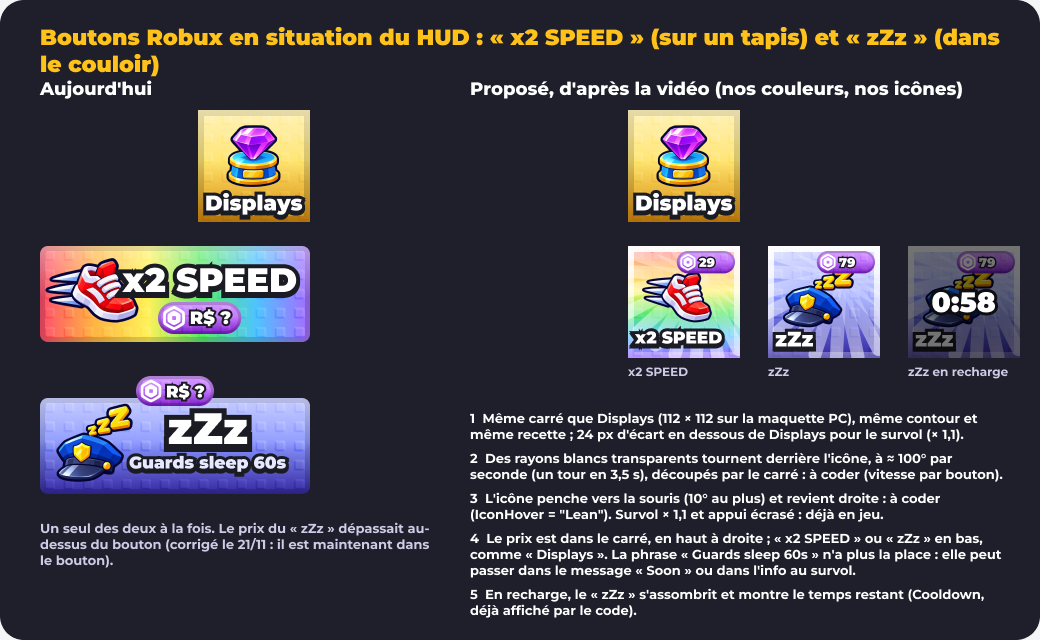 Boutons Robux en situation du HUD : « x2 SPEED » (sur un tapis) et « zZz » (dans
le couloir)
Aujourd'hui
Displays
x2 SPEED
R$ ?
R$ ?
zZz
zZz
Guards sleep 60s
Un seul des deux à la fois. Le prix du « zZz » dépassait au-
dessus du bouton (corrigé le 21/11 : il est maintenant dans
le bouton).
Proposé, d'après la vidéo (nos couleurs, nos icônes)
Displays
29
x2 SPEED
x2 SPEED
79
zZz
zZz
zZz
79
zZz
0:58
zZz
zZz en recharge
1 Même carré que Displays (112 × 112 sur la maquette PC), même contour et
même recette ; 24 px d'écart en dessous de Displays pour le survol (× 1,1).
2 Des rayons blancs transparents tournent derrière l'icône, à ≈ 100° par
seconde (un tour en 3,5 s), découpés par le carré : à coder (vitesse par bouton).
3 L'icône penche vers la souris (10° au plus) et revient droite : à coder
(IconHover = "Lean"). Survol × 1,1 et appui écrasé : déjà en jeu.
4 Le prix est dans le carré, en haut à droite ; « x2 SPEED » ou « zZz » en bas,
comme « Displays ». La phrase « Guards sleep 60s » n'a plus la place : elle peut
passer dans le message « Soon » ou dans l'info au survol.
5 En recharge, le « zZz » s'assombrit et montre le temps restant (Cooldown,
déjà affiché par le code).